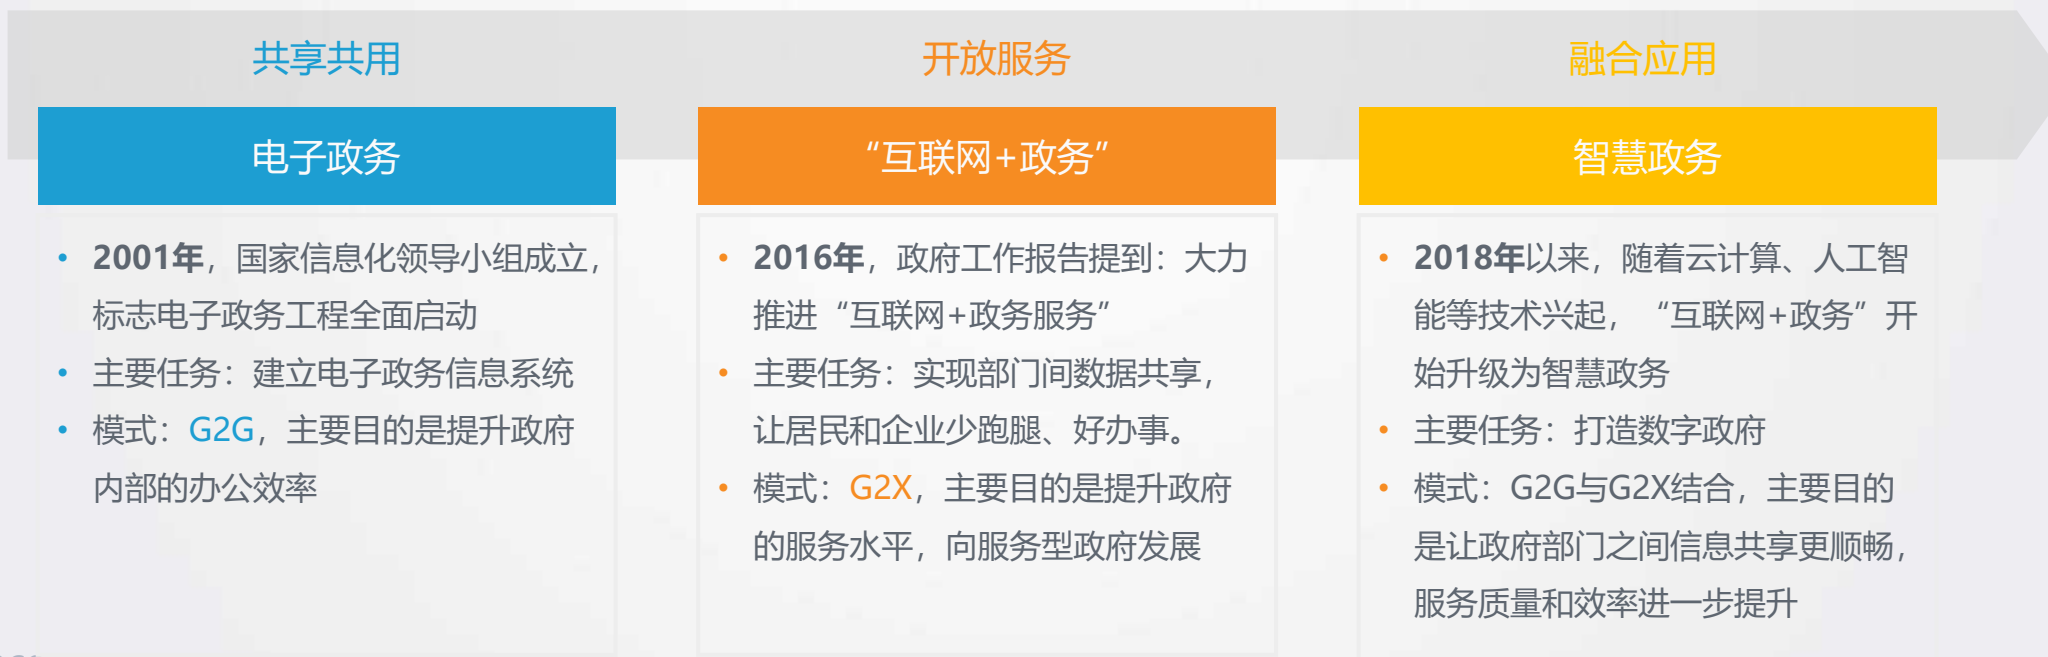 共享共用
开放服务
融合应用
电子政务
“互联网+政务”
智慧政务
• 2001年，国家信息化领导小组成立，
标志电子政务工程全面启动
• 主要任务：建立电子政务信息系统
• 模式：G2G，主要目的是提升政府
内部的办公效率
• 2016年，政府工作报告提到：大力
推进“互联网+政务服务”
• 主要任务：实现部门间数据共享，
让居民和企业少跑腿、好办事。
• 模式：G2X，主要目的是提升政府
的服务水平，向服务型政府发展
• 2018年以来，随着云计算、人工智
能等技术兴起，“互联网+政务”开
始升级为智慧政务
• 主要任务：打造数字政府
• 模式：G2G与G2X结合，主要目的
是让政府部门之间信息共享更顺畅，
服务质量和效率进一步提升